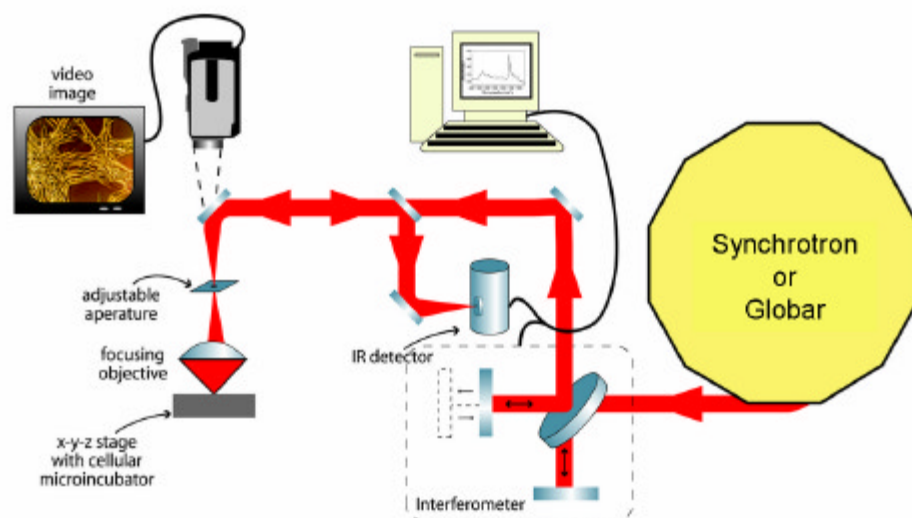 video
image
adjustable
aperature
focusing
objective
x-y-z stage
with cellular
microincubator
IR detector
Interferometer
Synchrotron
or
Globar